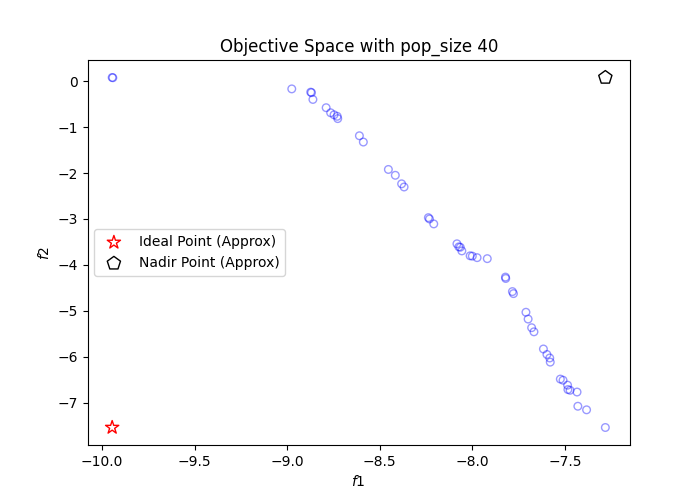 Objective Space with pop_size 40
0
−1
−2
−3
−4
−5
−6
−7
f2
Ideal Point (Approx)
Nadir Point (Approx)
−10.0
−9.5
−9.0
−8.5
−8.0
−7.5
f1